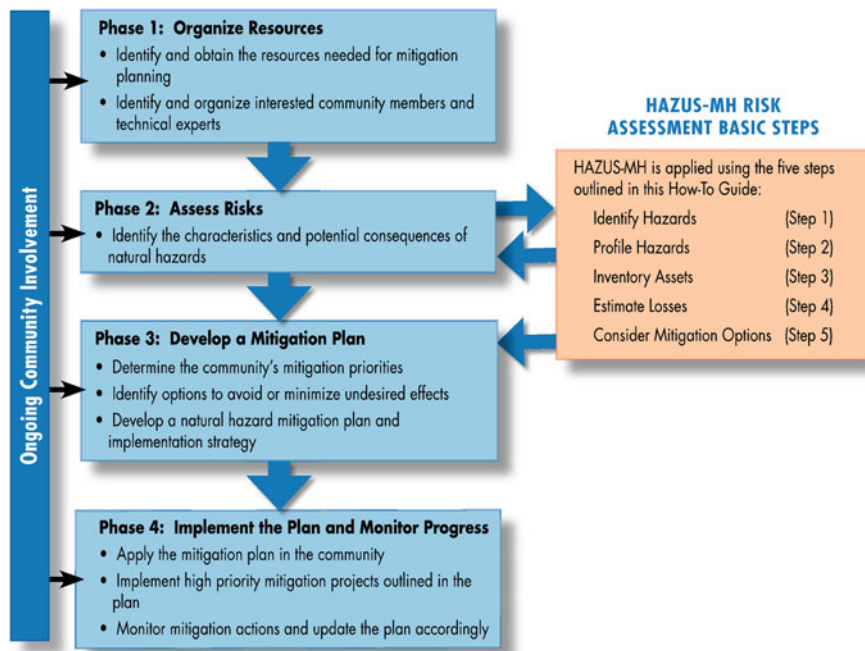 Ongoing Community Involvement
Phase 1: Organize Resources
• Identify and obtain the resources needed for mitigation
planning
• Identify and organize interested community members and
technical experts
Phase 2: Assess Risks
• Identify the characteristics and potential consequences of
natural hazards
Phase 3: Develop a Mitigation Plan
• Determine the community's mitigation priorities
• Identify options to avoid or minimize undesired effects
• Develop a natural hazard mitigation plan and
implementation strategy
Phase 4: Implement the Plan and Monitor Progress
• Apply the mitigation plan in the community
• Implement high priority mitigation projects outlined in the
plan
• Monitor mitigation actions and update the plan accordingly
HAZUS-MH RISK
ASSESSMENT BASIC STEPS
HAZUS-MH is applied using the five steps
outlined in this How-To Guide:
Identify Hazards (Step 1)
Profile Hazards (Step 2)
Inventory Assets (Step 3)
Estimate Losses (Step 4)
Consider Mitigation Options (Step 5)